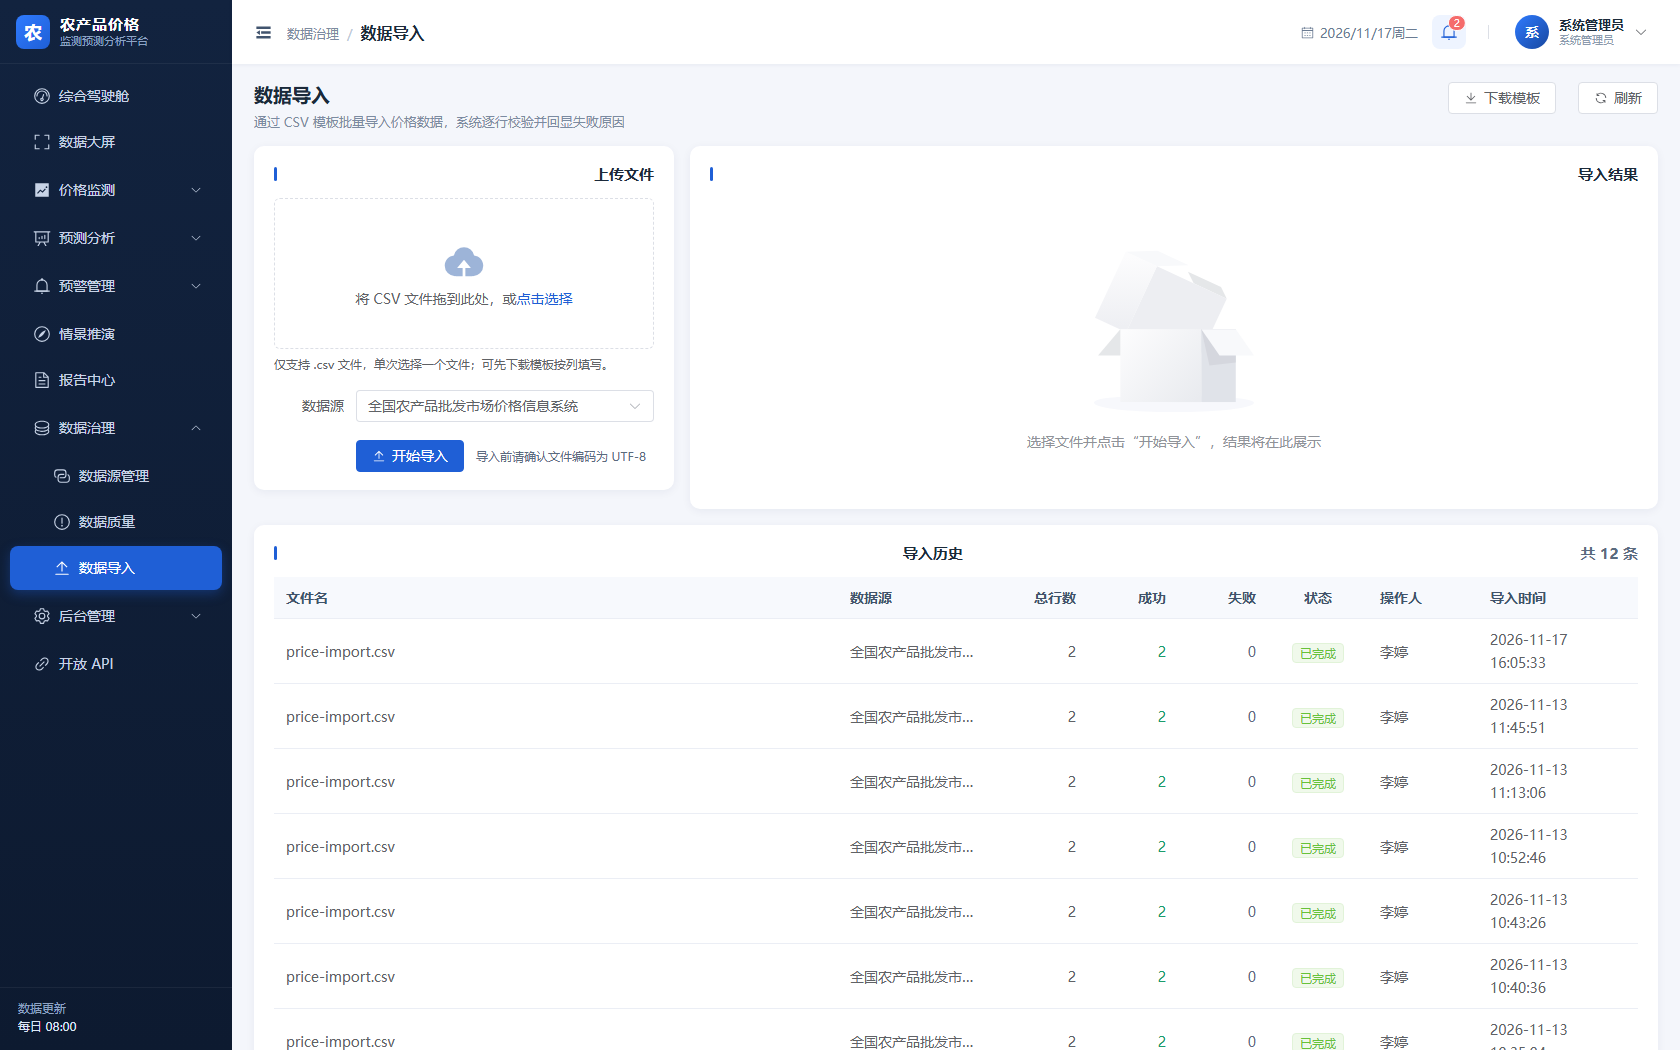 农
农产品价格
监测预测分析平台
综合驾驶舱
数据大屏
价格监测
预测分析
预警管理
情景推演
报告中心
数据治理
数据源管理
数据质量
数据导入
后台管理
开放 API
数据更新
每日 08:00
数据治理 / 数据导入
2026/11/17周二
2
系
系统管理员
系统管理员
数据导入
通过 CSV 模板批量导入价格数据，系统逐行校验并回显失败原因
下载模板
刷新
上传文件
将 CSV 文件拖到此处，或点击选择
仅支持 .csv 文件，单次选择一个文件；可先下载模板按列填写。
数据源 全国农产品批发市场价格信息系统
开始导入 导入前请确认文件编码为 UTF-8
导入结果
选择文件并点击“开始导入”，结果将在此展示
导入历史 共 12 条
文件名 数据源 总行数 成功 失败 状态 操作人 导入时间
price-import.csv 全国农产品批发市... 2 2 0 已完成 李婷 2026-11-17 16:05:33
price-import.csv 全国农产品批发市... 2 2 0 已完成 李婷 2026-11-13 11:45:51
price-import.csv 全国农产品批发市... 2 2 0 已完成 李婷 2026-11-13 11:13:06
price-import.csv 全国农产品批发市... 2 2 0 已完成 李婷 2026-11-13 10:52:46
price-import.csv 全国农产品批发市... 2 2 0 已完成 李婷 2026-11-13 10:43:26
price-import.csv 全国农产品批发市... 2 2 0 已完成 李婷 2026-11-13 10:40:36
price-import.csv 全国农产品批发市... 2 2 0 已完成 李婷 2026-11-13